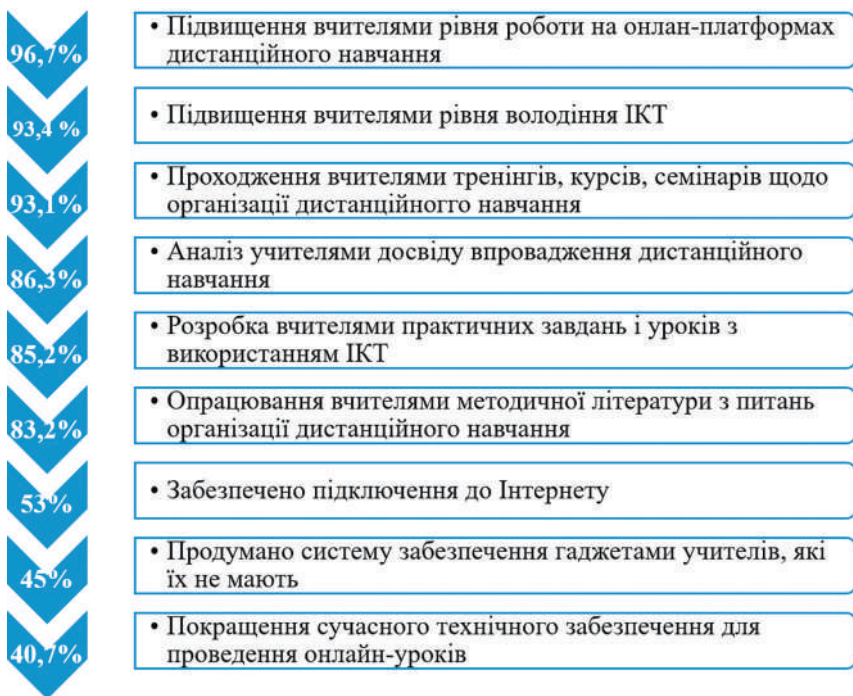 96,7%
• Підвищення вчителями рівня роботи на онлан-платформах
дистанційного навчання
93,4 %
• Підвищення вчителями рівня володіння ІКТ
93,1%
• Проходження вчителями тренінгів, курсів, семінарів щодо
організації дистанційногго навчання
86,3%
• Аналіз учителями досвіду впровадження дистанційного
навчання
85,2%
• Розробка вчителями практичних завдань і уроків з
використанням ІКТ
83,2%
• Опрацювання вчителями методичної літератури з питань
організації дистанційного навчання
53%
• Забезпечено підключення до Інтернету
45%
• Продумано систему забезпечення гаджетами учителів, які
їх не мають
40,7%
• Покращення сучасного технічного забезпечення для
проведення онлайн-уроків